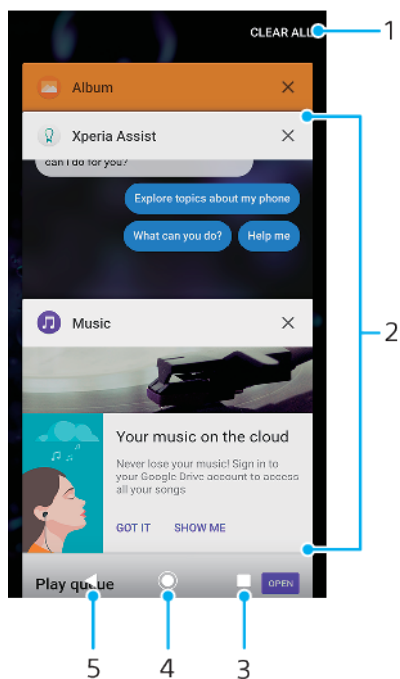 CLEAR ALL
1
Album
Xperia Assist
can I do for you?
2
Explore topics about my phone
What can you do?
Help me
Music
Your music on the cloud
Never lose your music! Sign in to
your Google Drive account to access
all your songs
GOT IT
SHOW ME
Play queue
OPEN
5
4
3